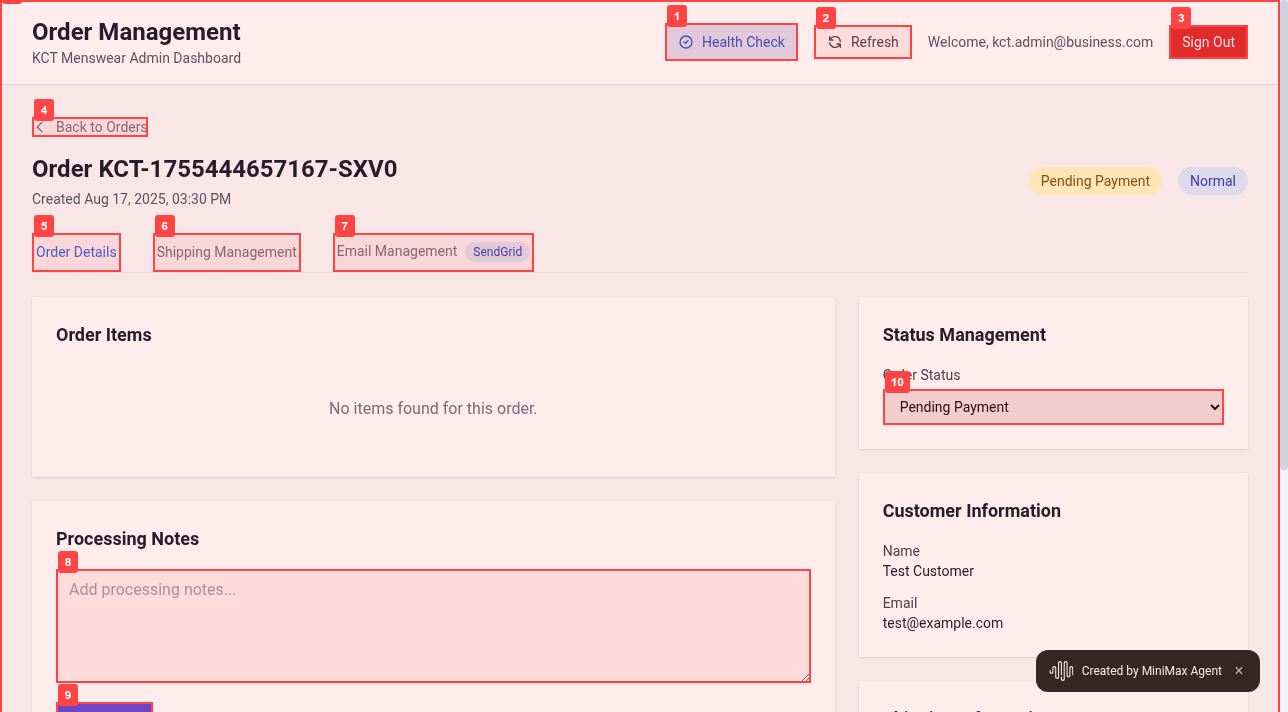 Order Management
KCT Menswear Admin Dashboard
1
Health Check
2
Refresh
Welcome, kct.admin@business.com
3
Sign Out
4
Back to Orders
Order KCT-1755444657167-SXV0
Created Aug 17, 2025, 03:30 PM
Pending Payment
Normal
5
Order Details
6
Shipping Management
7
Email Management SendGrid
Order Items
No items found for this order.
Status Management
Order Status
10
Pending Payment
Processing Notes
8
Add processing notes...
9
Customer Information
Name
Test Customer
Email
test@example.com
Created by MiniMax Agent ×